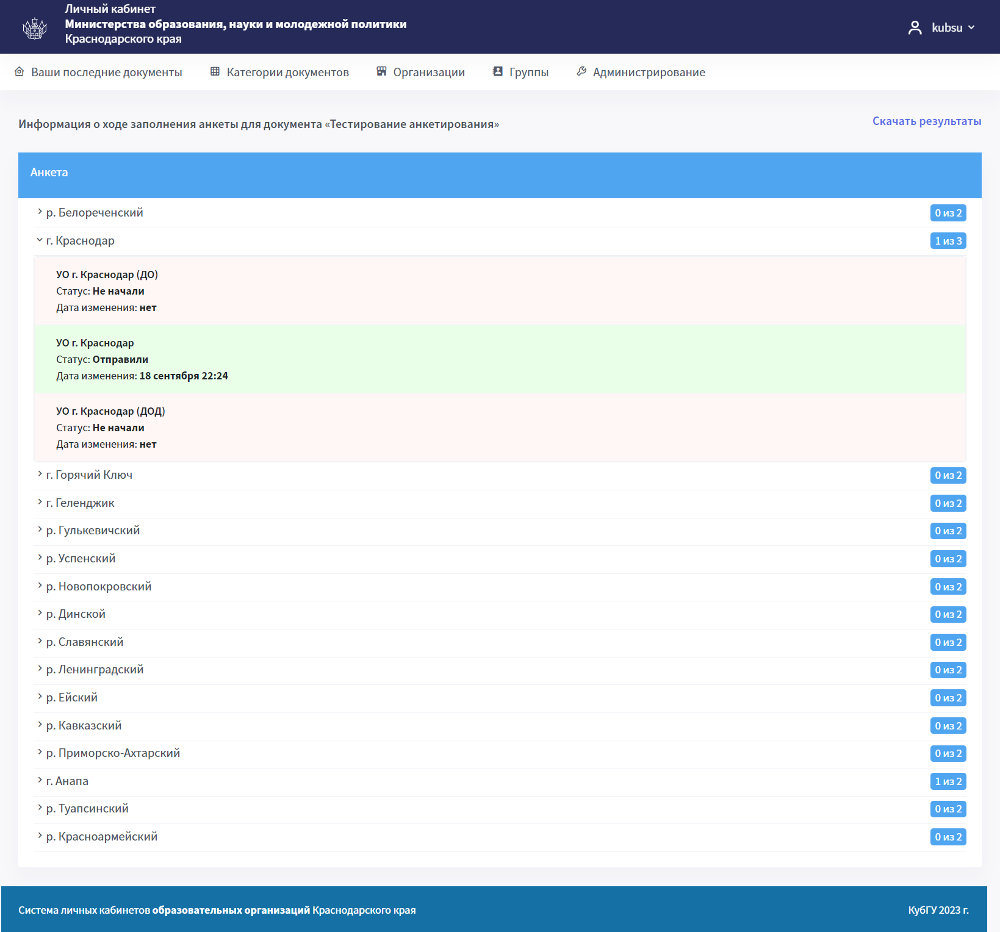 Личный кабинет
Министерства образования, науки и молодежной политики
Краснодарского края
kubsu
Ваши последние документы
Категории документов
Организации
Группы
Администрирование
Информация о ходе заполнения анкеты для документа «Тестирование анкетирования»
Скачать результаты
Анкета
р. Белореченский 0 из 2
г. Краснодар 1 из 3
УО г. Краснодар (ДО)
Статус: Не начали
Дата изменения: нет
УО г. Краснодар
Статус: Отправили
Дата изменения: 18 сентября 22:24
УО г. Краснодар (ДОД)
Статус: Не начали
Дата изменения: нет
г. Горячий Ключ 0 из 2
г. Геленджик 0 из 2
р. Гулькевичский 0 из 2
р. Успенский 0 из 2
р. Новопокровский 0 из 2
р. Динской 0 из 2
р. Славянский 0 из 2
р. Ленинградский 0 из 2
р. Ейский 0 из 2
р. Кавказский 0 из 2
р. Приморско-Ахтарский 0 из 2
г. Анапа 1 из 2
р. Туапсинский 0 из 2
р. Красноармейский 0 из 2
Система личных кабинетов образовательных организаций Краснодарского края
КубГУ 2023 г.